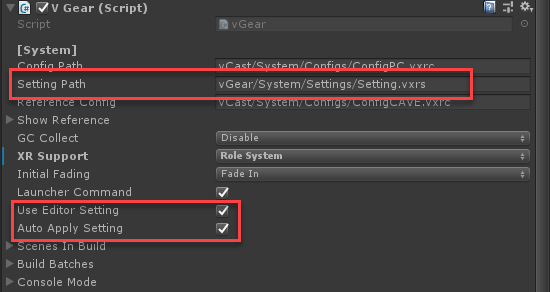 V Gear (Script)
Script vGear
[System]
Config Path vCast/System/Configs/ConfigPC.vxrc
Setting Path vGear/System/Settings/Setting.vxrs
Reference Config vCast/System/Configs/ConfigCAVE.vxrc
Show Reference
GC Collect Disable
XR Support Role System
Initial Fading Fade In
Launcher Command
Use Editor Setting
Auto Apply Setting
Scenes In Build
Build Batches
Console Mode